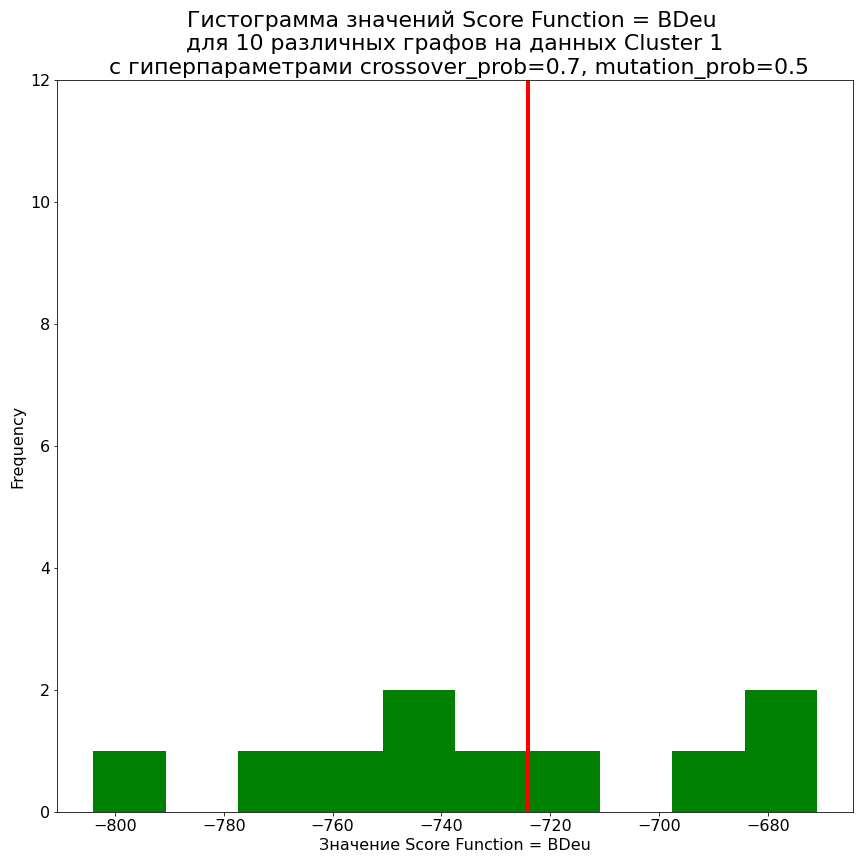 Гистограмма значений Score Function = BDeu
для 10 различных графов на данных Cluster 1
с гиперпараметрами crossover_prob=0.7, mutation_prob=0.5
12
10
8
6
4
2
0
Frequency
−800
−780
−760
−740
−720
−700
−680
Значение Score Function = BDeu